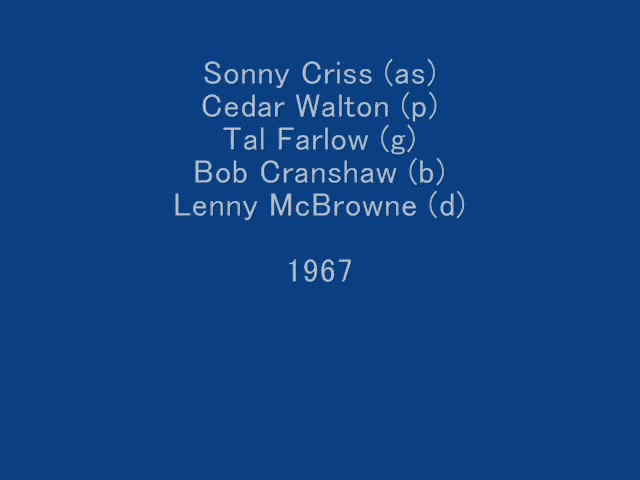 Sonny Criss (as)
Cedar Walton (p)
Tal Farlow (g)
Bob Cranshaw (b)
Lenny McBrowne (d)
1967